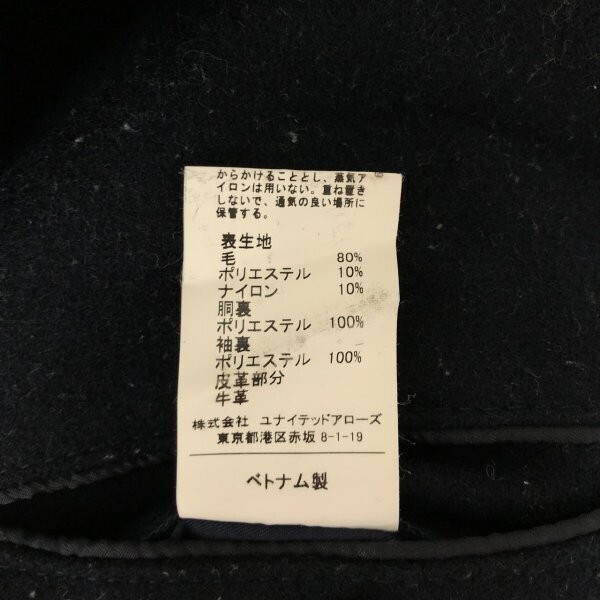 からかけることとし、蒸気ア
イロンは用いない。重ね置き
しないで、通気の良い場所に
保管する。
表生地
毛 80%
ポリエステル 10%
ナイロン 10%
胴裏
ポリエステル 100%
袖裏
ポリエステル 100%
皮革部分
牛革
株式会社 ユナイテッドアローズ
東京都港区赤坂 8-1-19
ベトナム製